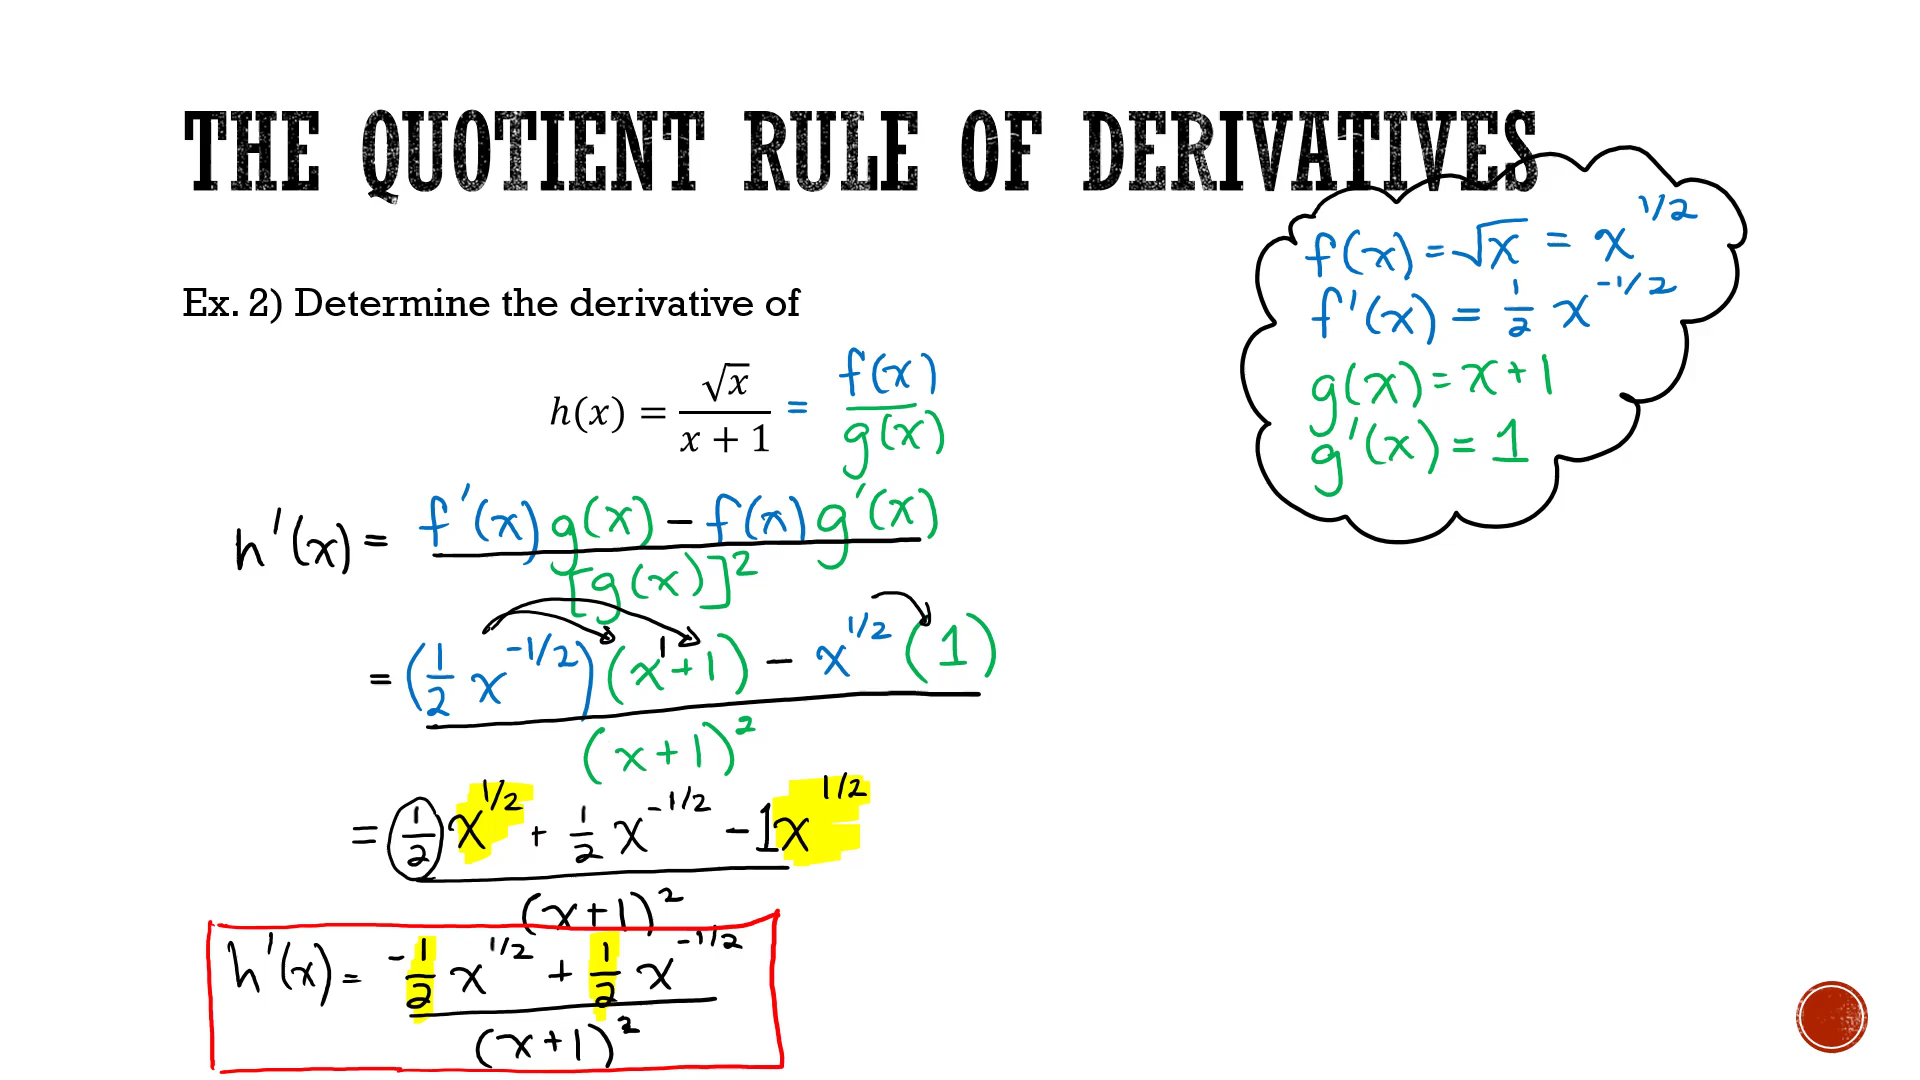 THE QUOTIENT RULE OF DERIVATIVES
f(x) = √x = x^1/2
f'(x) = 1/2 x^-1/2
g(x) = x+1
g'(x) = 1
Ex. 2) Determine the derivative of
h(x) = √x / (x + 1) = f(x) / g(x)
h'(x) = f'(x) g(x) - f(x) g'(x) / [g(x)]^2
= (1/2 x^-1/2)(x^1+1) - x^1/2 (1) / (x+1)^2
= 1/2 x^1/2 + 1/2 x^-1/2 - 1x^1/2 / (x+1)^2
h'(x) = -1/2 x^1/2 + 1/2 x^-1/2 / (x+1)^2